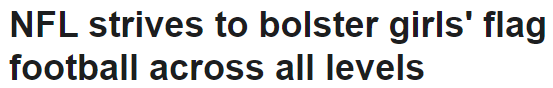 NFL strives to bolster girls' flag
football across all levels